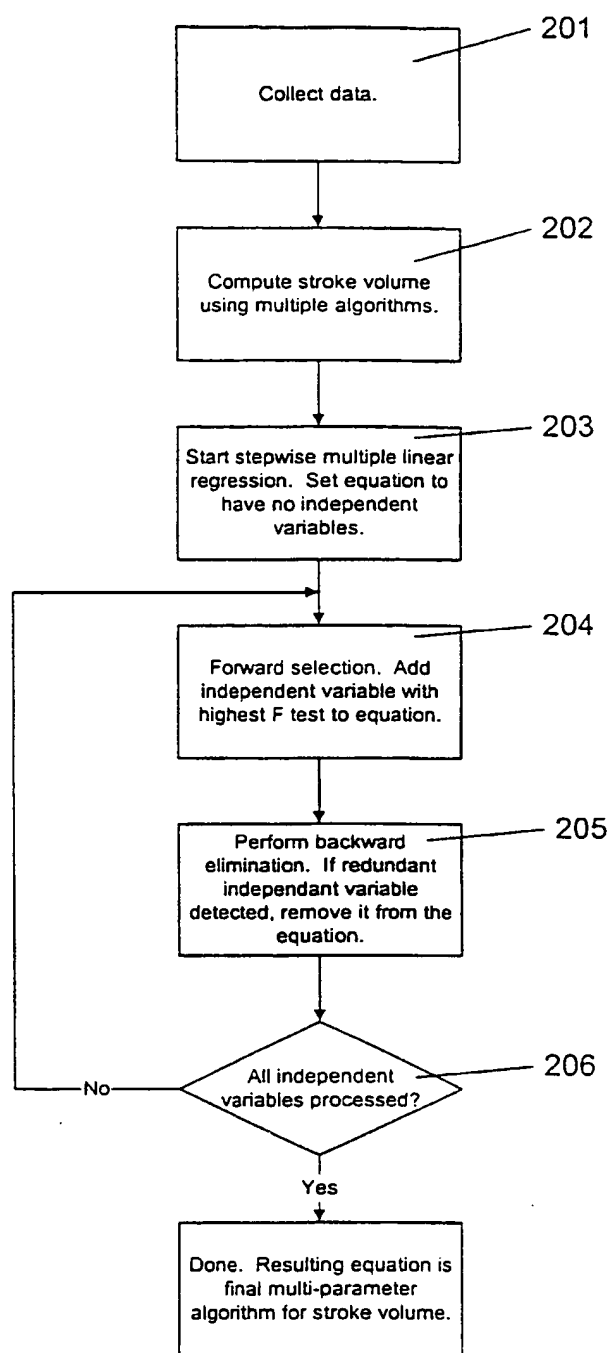 201
Collect data.
202
Compute stroke volume
using multiple algorithms.
203
Start stepwise multiple linear
regression. Set equation to
have no independent
variables.
204
Forward selection. Add
independent variable with
highest F test to equation.
205
Perform backward
elimination. If redundant
independant variable
detected, remove it from the
equation.
206
All independent
variables processed?
No
Yes
Done. Resulting equation is
final multi-parameter
algorithm for stroke volume.